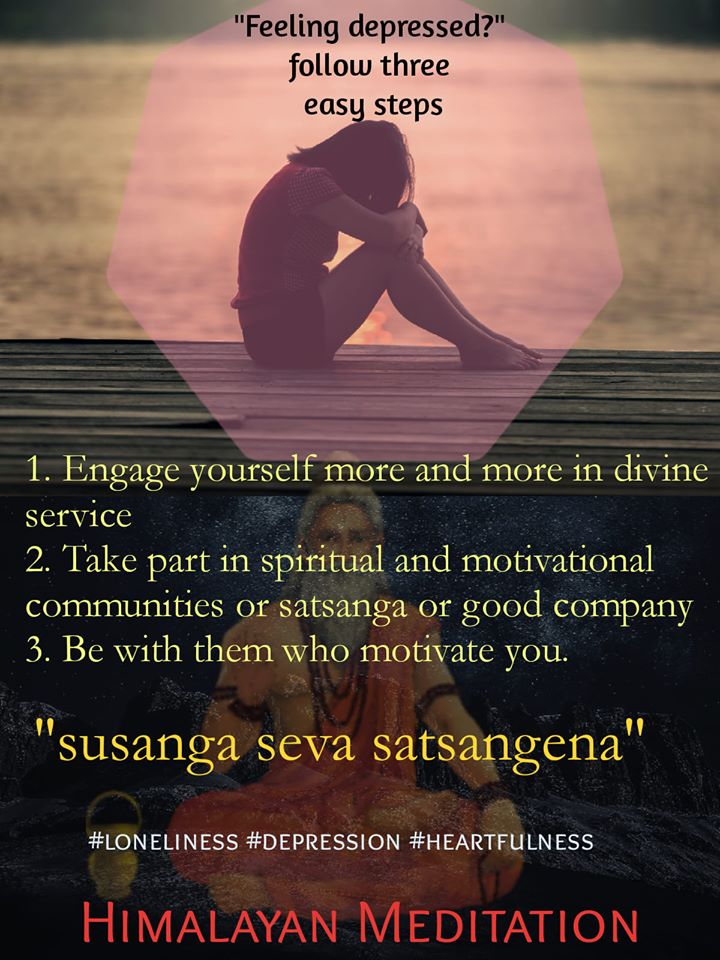 "Feeling depressed?"
follow three
easy steps
1. Engage yourself more and more in divine
service
2. Take part in spiritual and motivational
communities or satsanga or good company
3. Be with them who motivate you.
"susanga seva satsangena"
#LONELINESS #DEPRESSION #HEARTFULNESS
HIMALAYAN MEDITATION